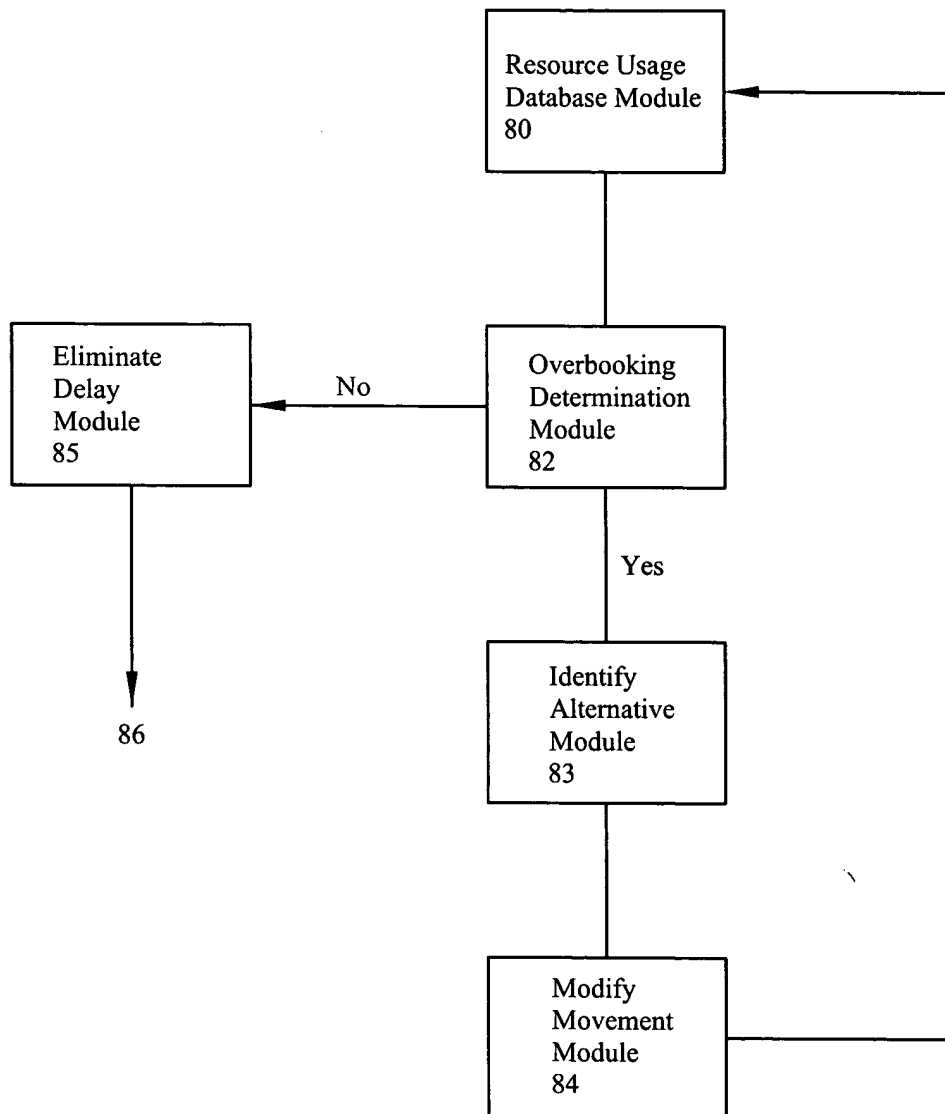 Resource Usage
Database Module
80
Eliminate
Delay
Module
85
No
Overbooking
Determination
Module
82
Yes
86
Identify
Alternative
Module
83
Modify
Movement
Module
84